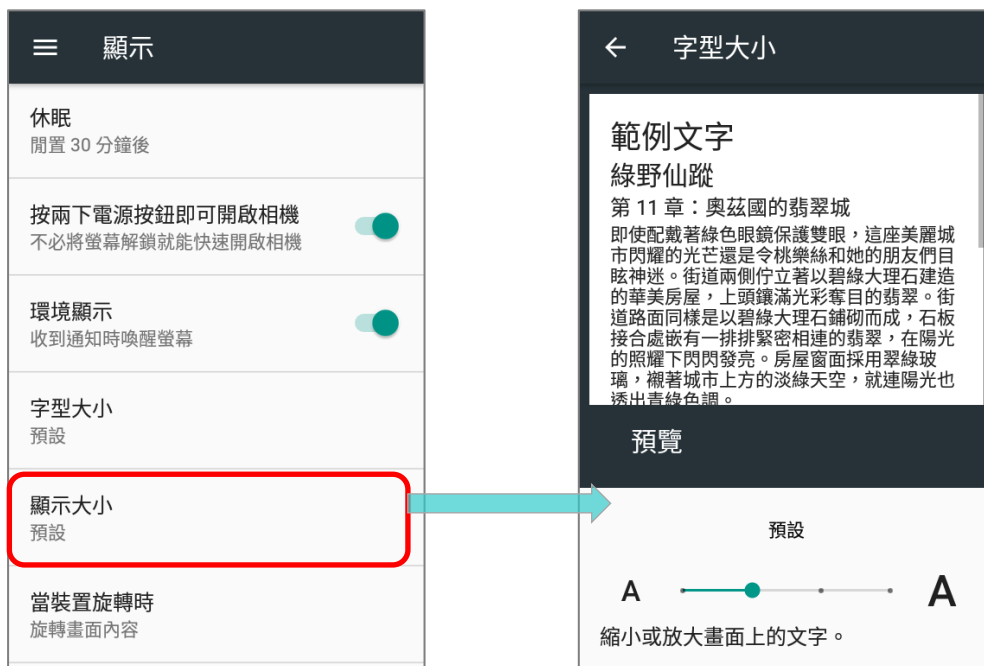 顯示
休眠
閒置 30 分鐘後
按兩下電源按鈕即可開啟相機
不必將螢幕解鎖就能快速開啟相機
環境顯示
收到通知時喚醒螢幕
字型大小
預設
顯示大小
預設
當裝置旋轉時
旋轉畫面內容
字型大小
範例文字
綠野仙蹤
第 11 章：奧茲國的翡翠城
即使配戴著綠色眼鏡保護雙眼，這座美麗城
市閃耀的光芒還是令桃樂絲和她的朋友們目
眩神迷。街道兩側佇立著以碧綠大理石建造
的華美房屋，上頭鑲滿光彩奪目的翡翠。街
道路面同樣是以碧綠大理石鋪砌而成，石板
接合處嵌有一排排緊密相連的翡翠，在陽光
的照耀下閃閃發亮。房屋窗面採用翠綠玻
璃，襯著城市上方的淡綠天空，就連陽光也
透出青綠色調。
預覽
預設
A A
縮小或放大畫面上的文字。